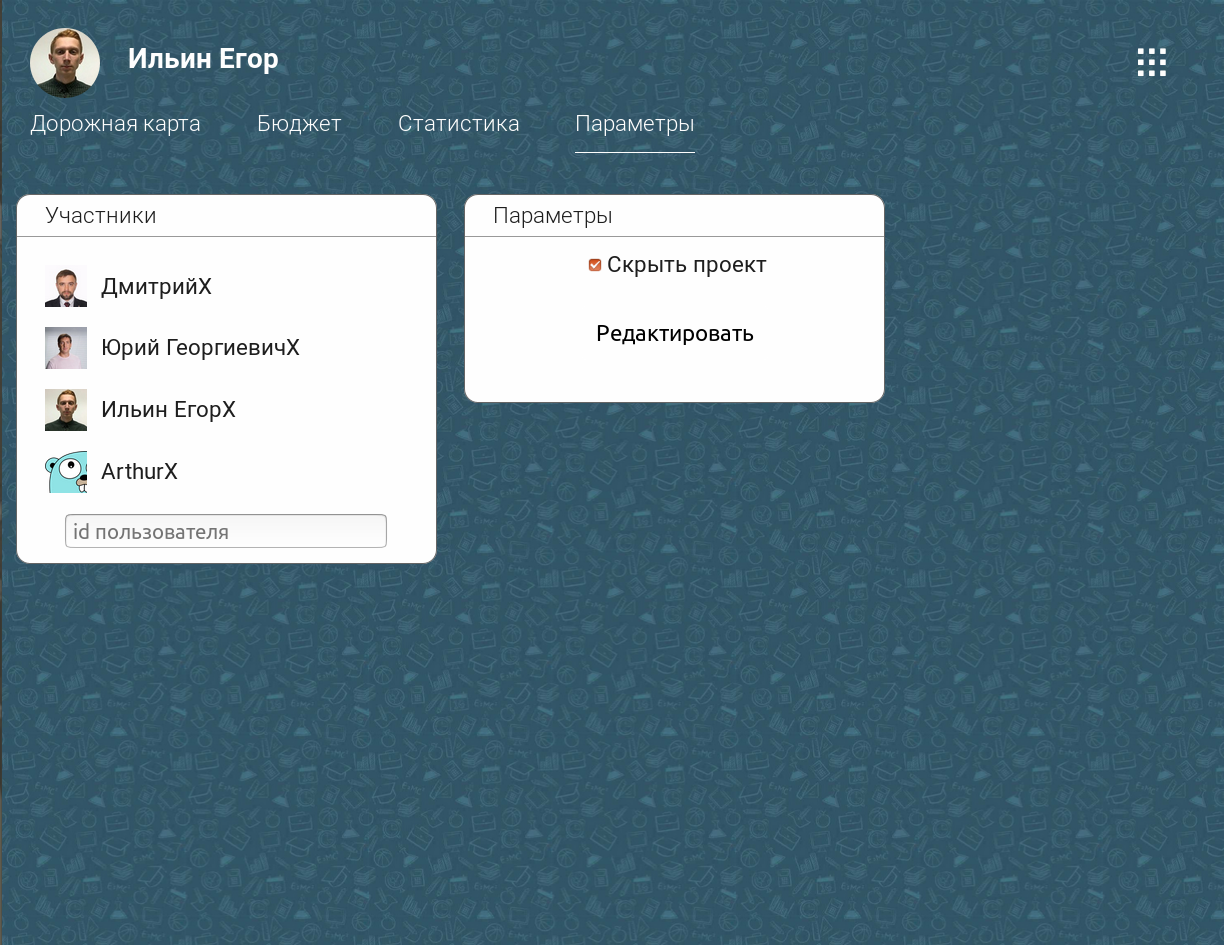 Ильин Егор
Дорожная карта Бюджет Статистика Параметры
Участники
ДмитрийX
Юрий ГеоргиевичX
Ильин ЕгорX
ArthurX
id пользователя
Параметры
Скрыть проект
Редактировать